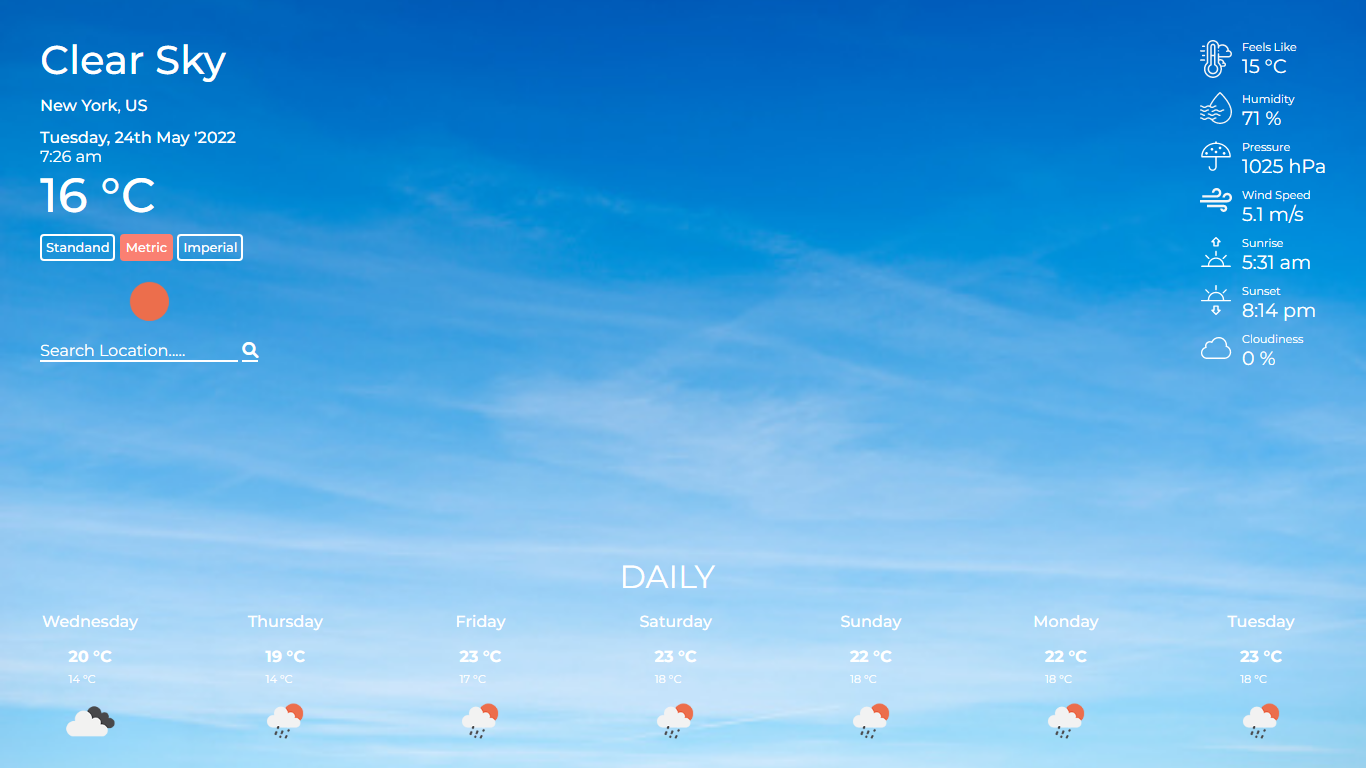 Clear Sky
New York, US
Tuesday, 24th May '2022
7:26 am
16 °C
Standand Metric Imperial
Search Location.....
Feels Like
15 °C
Humidity
71 %
Pressure
1025 hPa
Wind Speed
5.1 m/s
Sunrise
5:31 am
Sunset
8:14 pm
Cloudiness
0 %
DAILY
Wednesday Thursday Friday Saturday Sunday Monday Tuesday
20 °C 19 °C 23 °C 23 °C 22 °C 22 °C 23 °C
14 °C 14 °C 17 °C 18 °C 18 °C 18 °C 18 °C